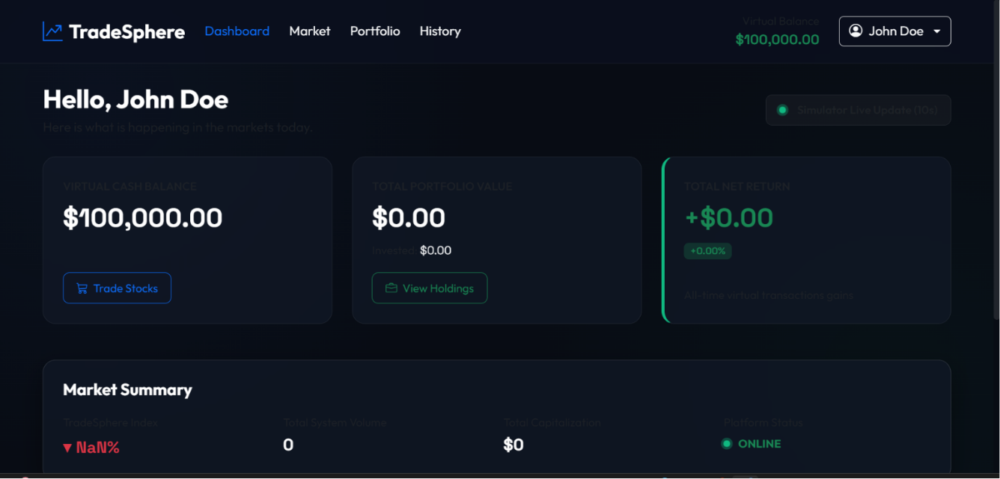 TradeSphere Dashboard Market Portfolio History
Virtual Balance
$100,000.00
John Doe
Hello, John Doe
Here is what is happening in the markets today.
Simulator Live Update (10s)
VIRTUAL CASH BALANCE
$100,000.00
Trade Stocks
TOTAL PORTFOLIO VALUE
$0.00
Invested: $0.00
View Holdings
TOTAL NET RETURN
+$0.00
+0.00%
All-time virtual transactions gains
Market Summary
TradeSphere Index
▼ NaN%
Total System Volume
0
Total Capitalization
$0
Platform Status
ONLINE